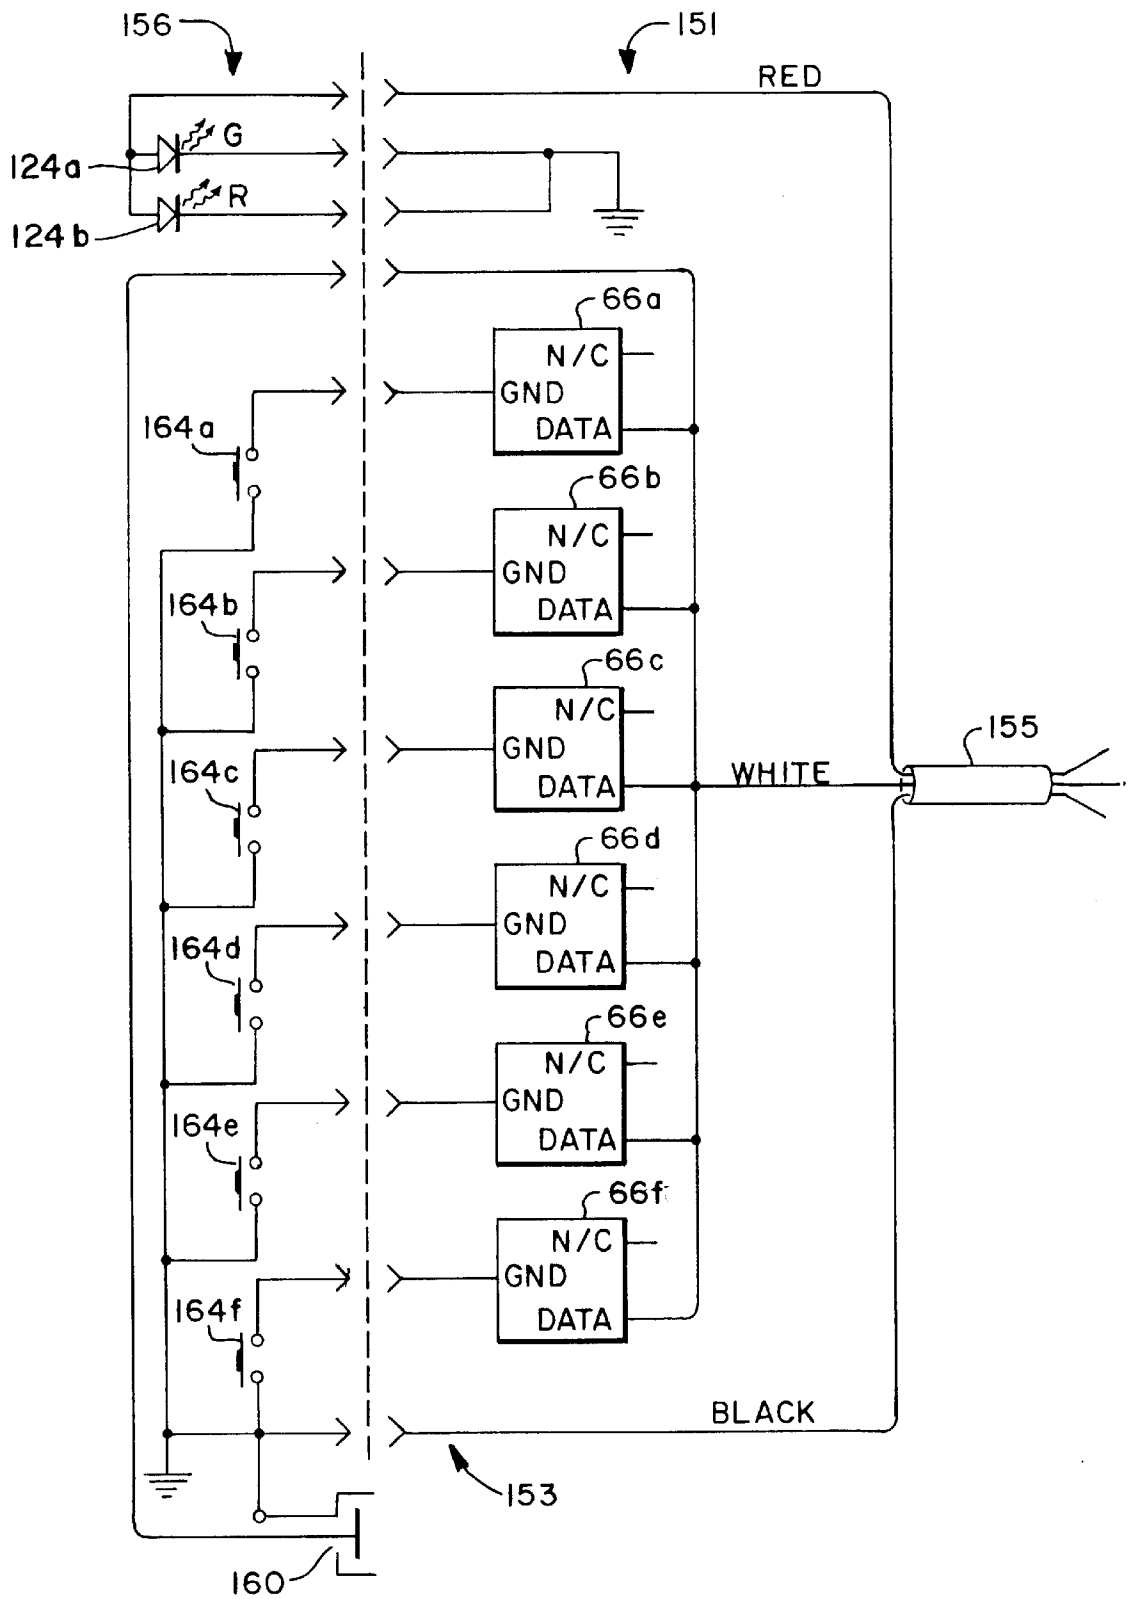 156
151
RED
G
124a
R
124b
66a
N/C
GND
DATA
164a
66b
N/C
GND
DATA
164b
66c
N/C
GND
DATA
164c
WHITE
155
66d
N/C
GND
DATA
164d
66e
N/C
GND
DATA
164e
66f
N/C
GND
DATA
164f
BLACK
153
160